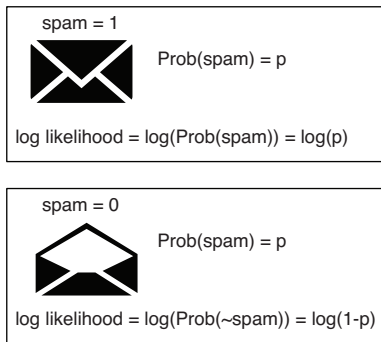 spam = 1
Prob(spam) = p
log likelihood = log(Prob(spam)) = log(p)
spam = 0
Prob(spam) = p
log likelihood = log(Prob(~spam)) = log(1-p)